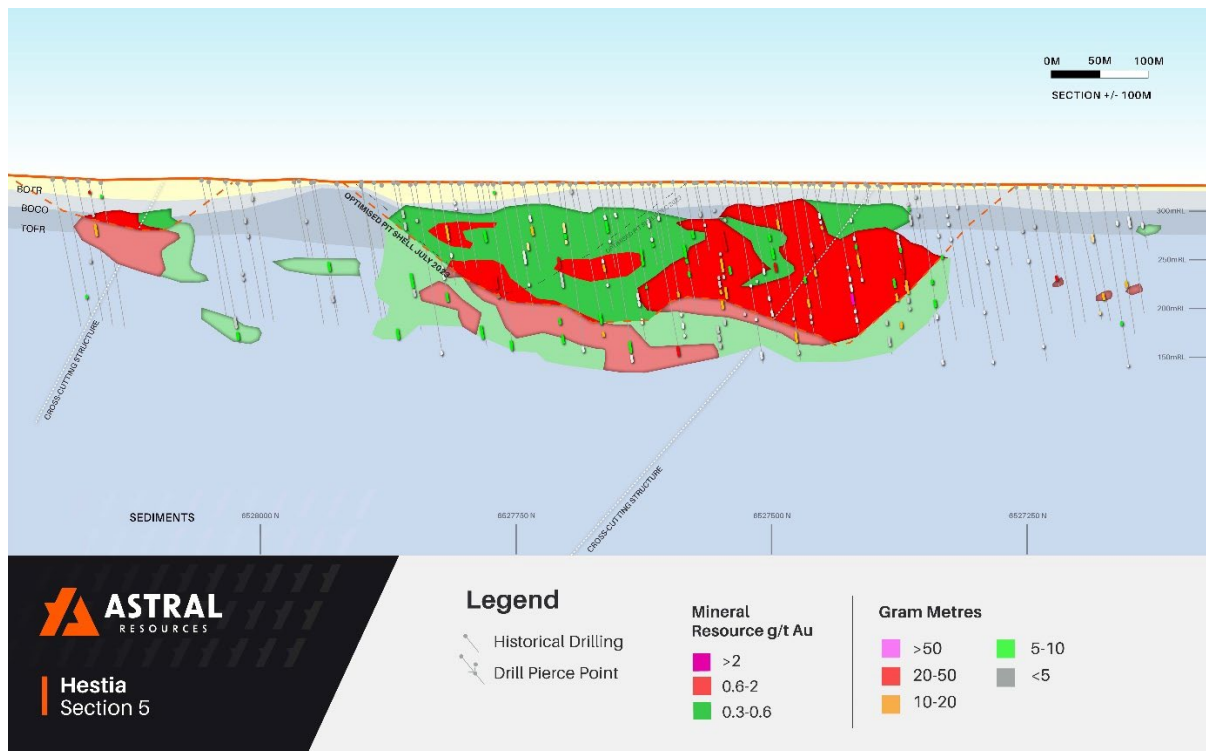 0M 50M 100M
SECTION +/- 100M
BOTR
BOCO
TOFR
OPTIMISED PIT SHELL JULY
300mRL
250mRL
200mRL
150mRL
CROSS-CUTTING STRUCTURE
CROSS-CUTTING STRUCTURE
SEDIMENTS
6528000 N
6527750 N
6527500 N
6527250 N
ASTRAL
RESOURCES
Hestia
Section 5
Legend
Historical Drilling
Drill Pierce Point
Mineral
Resource g/t Au
>2
0.6-2
0.3-0.6
Gram Metres
>50
20-50
10-20
5-10
<5